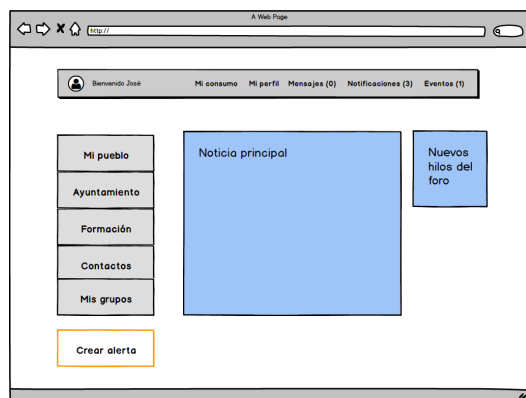 A Web Page
http://
Bienvenido José
Mi consumo
Mi perfil
Mensajes (0)
Notificaciones (3)
Eventos (1)
Mi pueblo
Ayuntamiento
Formación
Contactos
Mis grupos
Crear alerta
Noticia principal
Nuevos
hilos del
foro